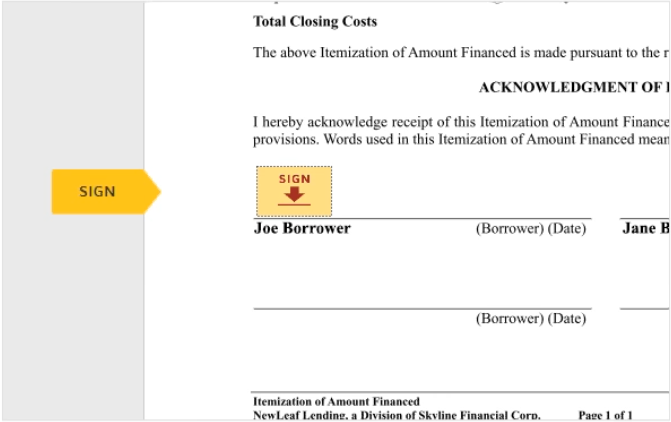 Total Closing Costs
The above Itemization of Amount Financed is made pursuant to the
ACKNOWLEDGMENT OF
I hereby acknowledge receipt of this Itemization of Amount Finance
provisions. Words used in this Itemization of Amount Financed mean
SIGN
SIGN
Joe Borrower (Borrower) (Date) Jane B
(Borrower) (Date)
Itemization of Amount Financed
NewLeaf Lending, a Division of Skyline Financial Corp. Page 1 of 1